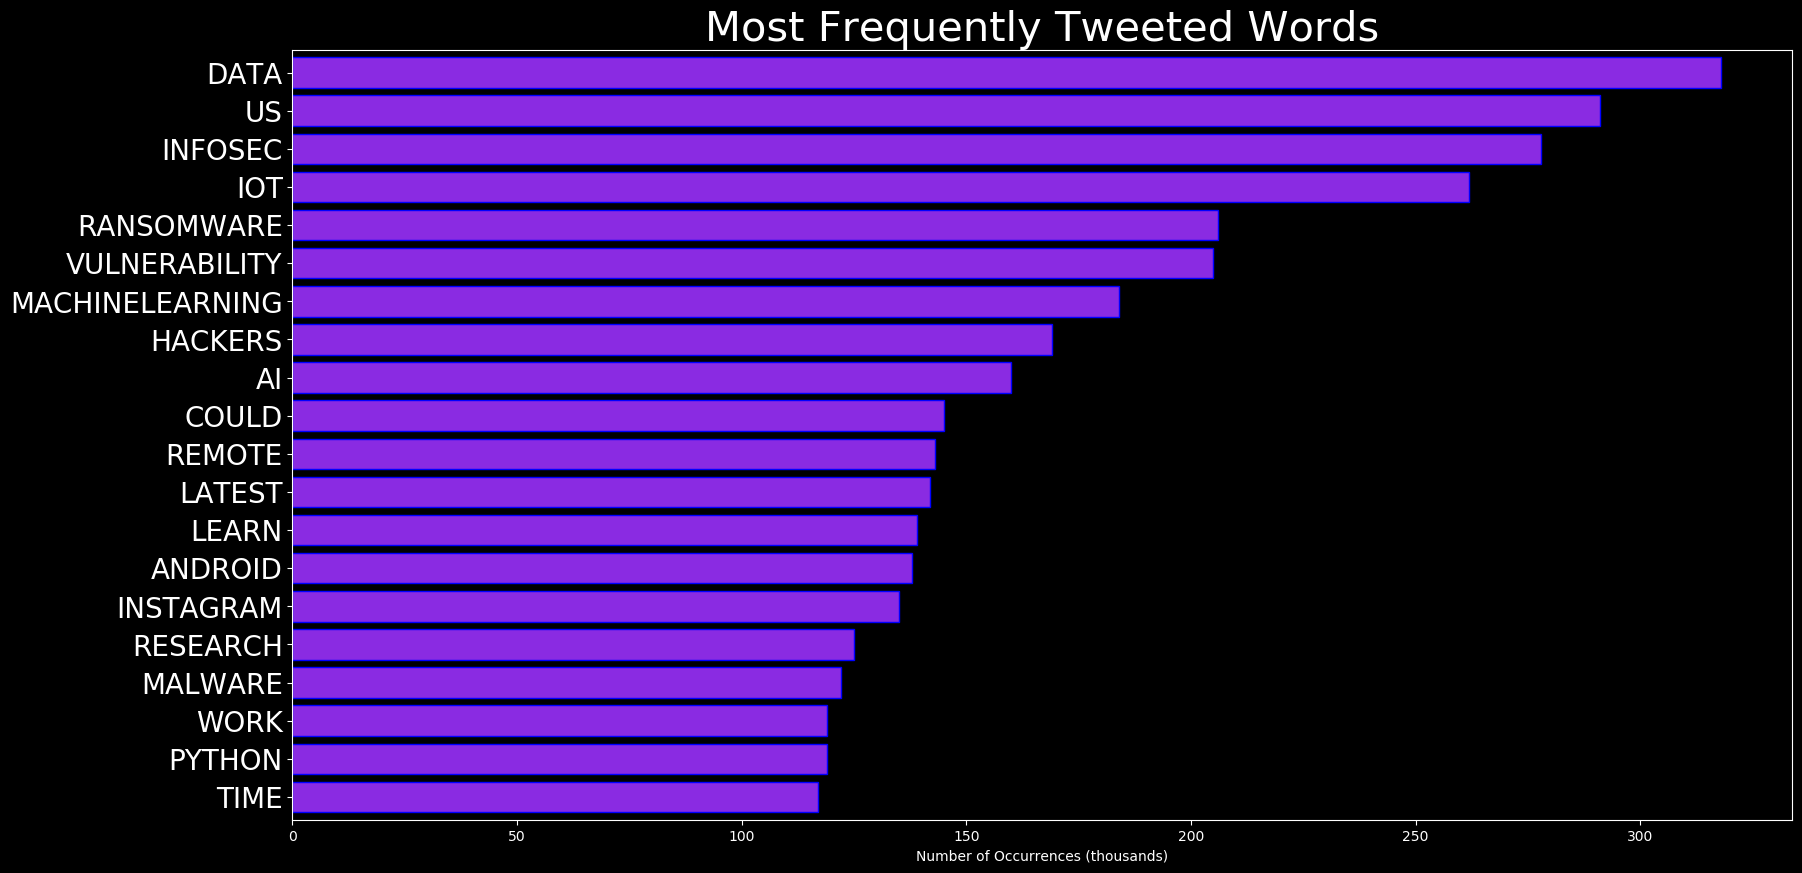 Most Frequently Tweeted Words
DATA
US
INFOSEC
IOT
RANSOMWARE
VULNERABILITY
MACHINELEARNING
HACKERS
AI
COULD
REMOTE
LATEST
LEARN
ANDROID
INSTAGRAM
RESEARCH
MALWARE
WORK
PYTHON
TIME
0 50 100 150 200 250 300
Number of Occurrences (thousands)